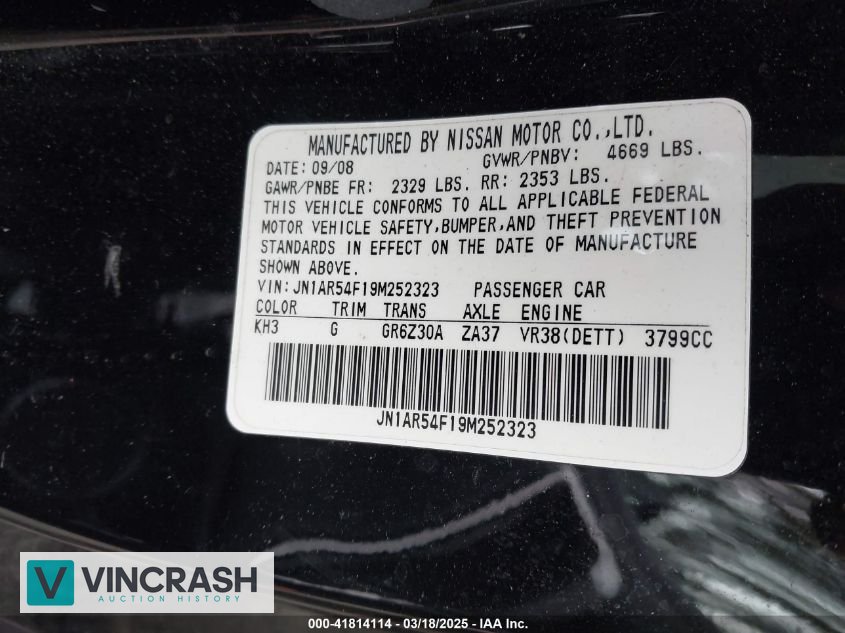 MANUFACTURED BY NISSAN MOTOR CO.,LTD.
DATE: 09/08 GVWR/PNBV: 4669 LBS.
GAWR/PNBE FR: 2329 LBS. RR: 2353 LBS.
THIS VEHICLE CONFORMS TO ALL APPLICABLE FEDERAL
MOTOR VEHICLE SAFETY,BUMPER,AND THEFT PREVENTION
STANDARDS IN EFFECT ON THE DATE OF MANUFACTURE
SHOWN ABOVE.
VIN:JN1AR54F19M252323 PASSENGER CAR
COLOR TRIM TRANS AXLE ENGINE
KH3 G GR6Z30A ZA37 VR38(DETT) 3799CC
JN1AR54F19M252323
V VINCRASH
AUCTION HISTORY
000-41814114 - 03/18/2025 - IAA Inc.